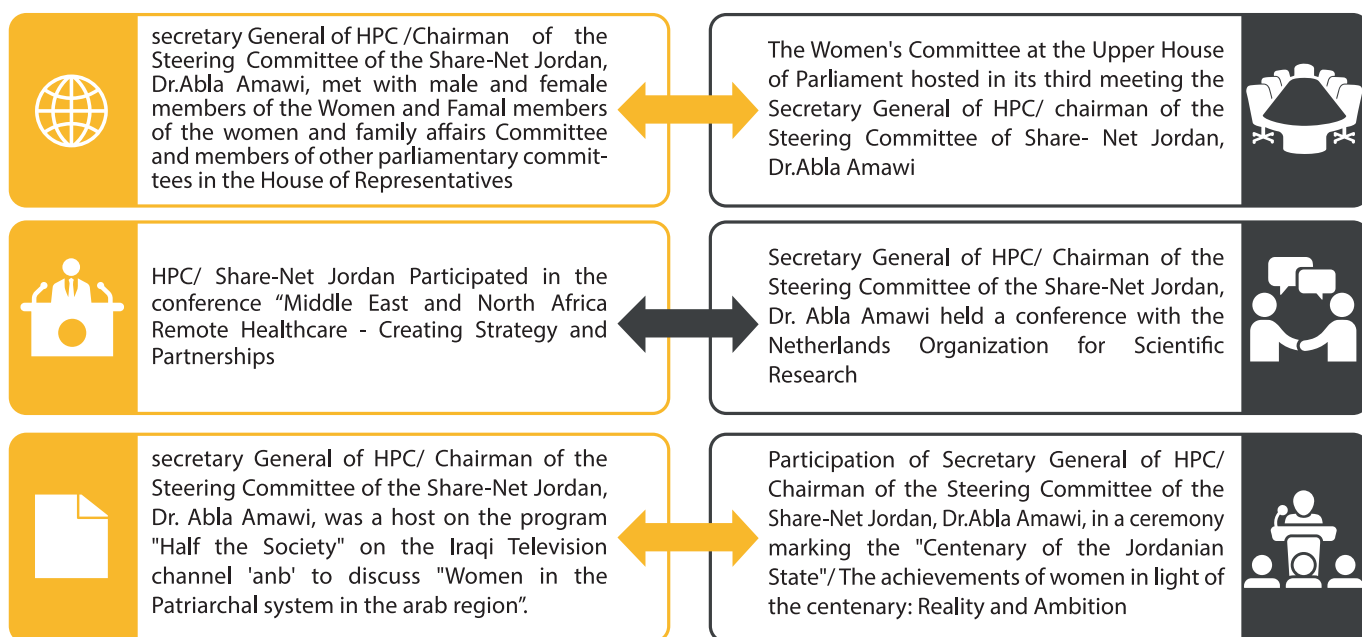 secretary General of HPC /Chairman of the
Steering Committee of the Share-Net Jordan,
Dr.Abla Amawi, met with male and female
members of the Women and Famal members
of the women and family affairs Committee
and members of other parliamentary commit-
tees in the House of Representatives
The Women's Committee at the Upper House
of Parliament hosted in its third meeting the
Secretary General of HPC/ chairman of the
Steering Committee of Share- Net Jordan,
Dr.Abla Amawi
HPC/ Share-Net Jordan Participated in the
conference “Middle East and North Africa
Remote Healthcare - Creating Strategy and
Partnerships
Secretary General of HPC/ Chairman of the
Steering Committee of the Share-Net Jordan,
Dr. Abla Amawi held a conference with the
Netherlands Organization for Scientific
Research
secretary General of HPC/ Chairman of the
Steering Committee of the Share-Net Jordan,
Dr. Abla Amawi, was a host on the program
"Half the Society" on the Iraqi Television
channel 'anb' to discuss "Women in the
Patriarchal system in the arab region”.
Participation of Secretary General of HPC/
Chairman of the Steering Committee of the
Share-Net Jordan, Dr.Abla Amawi, in a ceremony
marking the "Centenary of the Jordanian
State"/ The achievements of women in light of
the centenary: Reality and Ambition